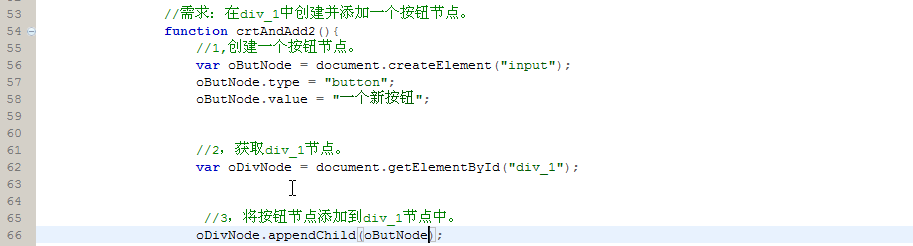 53 //需求: 在div_1中创建并添加一个按钮节点。
54 function crtAndAdd2(){
55 //1,创建一个按钮节点。
56 var oButNode = document.createElement("input");
57 oButNode.type = "button";
58 oButNode.value = "一个新按钮";
59
60
61 //2, 获取div_1节点。
62 var oDivNode = document.getElementById("div_1");
63
64
65 //3, 将按钮节点添加到div_1节点中。
66 oDivNode.appendChild(oButNode);